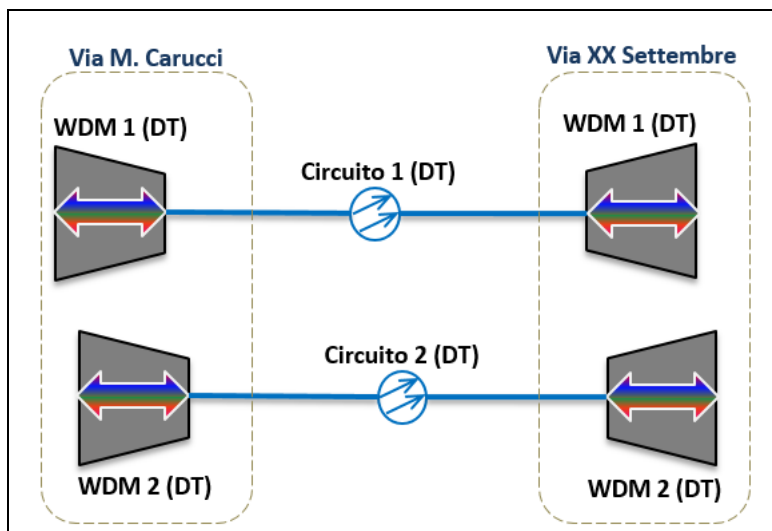 Via M. Carucci
Via XX Settembre
WDM 1 (DT)
WDM 1 (DT)
Circuito 1 (DT)
Circuito 2 (DT)
WDM 2 (DT)
WDM 2 (DT)